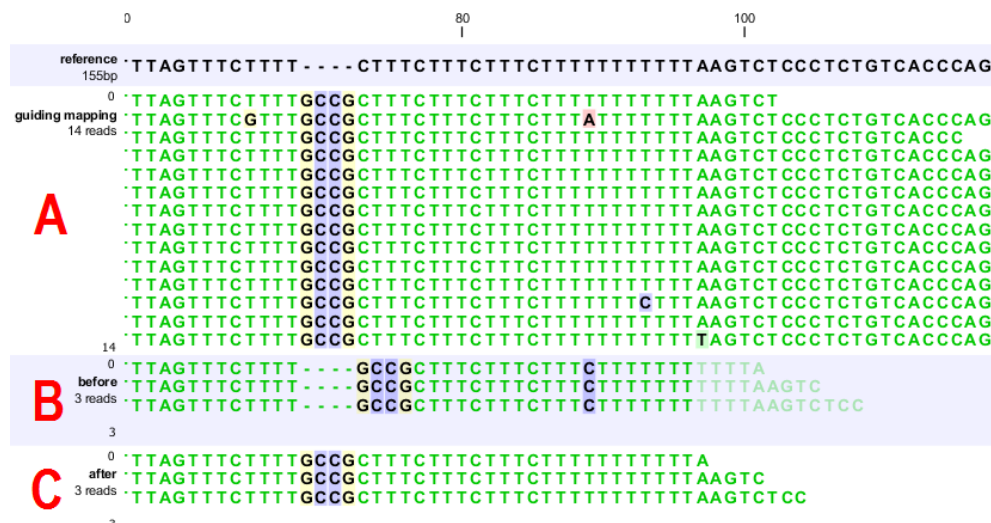 0 80 100
reference TTAGTTTCTTTT----CTTTCTTTCTTTCTTTTTTTTTTTAAGTCTCCCTCTGTCACCCAG
155bp
0 TTAGTTTCTTTTGCCGCTTTCTTTCTTTCTTTTTTTTTTTAAGTCT
guiding mapping TTAGTTTCGTTTGCCGCTTTCTTTCTTTCTTTATTTTTTTAAGTCTCCCTCTGTCACCCAG
14 reads TTAGTTTCTTTTGCCGCTTTCTTTCTTTCTTTTTTTTTTTAAGTCTCCCTCTGTCACCC
TTAGTTTCTTTTGCCGCTTTCTTTCTTTCTTTTTTTTTTTAAGTCTCCCTCTGTCACCCAG
TTAGTTTCTTTTGCCGCTTTCTTTCTTTCTTTTTTTTTTTAAGTCTCCCTCTGTCACCCAG
TTAGTTTCTTTTGCCGCTTTCTTTCTTTCTTTTTTTTTTTAAGTCTCCCTCTGTCACCCAG
A TTAGTTTCTTTTGCCGCTTTCTTTCTTTCTTTTTTTTTTTAAGTCTCCCTCTGTCACCCAG
TTAGTTTCTTTTGCCGCTTTCTTTCTTTCTTTTTTTTTTTAAGTCTCCCTCTGTCACCCAG
TTAGTTTCTTTTGCCGCTTTCTTTCTTTCTTTTTTTTTTTAAGTCTCCCTCTGTCACCCAG
TTAGTTTCTTTTGCCGCTTTCTTTCTTTCTTTTTTTTTTTAAGTCTCCCTCTGTCACCCAG
TTAGTTTCTTTTGCCGCTTTCTTTCTTTCTTTTTTTTTTTAAGTCTCCCTCTGTCACCCAG
TTAGTTTCTTTTGCCGCTTTCTTTCTTTCTTTTTTTCTTTAAGTCTCCCTCTGTCACCCAG
TTAGTTTCTTTTGCCGCTTTCTTTCTTTCTTTTTTTTTTTAAGTCTCCCTCTGTCACCCAG
14 TTAGTTTCTTTTGCCGCTTTCTTTCTTTCTTTTTTTTTTTTAGTCTCCCTCTGTCACCCAG
0 TTAGTTTCTTTT----GCCGCTTTCTTTCTTTCTTTTTTTTTTTA
before TTAGTTTCTTTT----GCCGCTTTCTTTCTTTCTTTTTTTTTTTAAGTC
B 3 reads TTAGTTTCTTTT----GCCGCTTTCTTTCTTTCTTTTTTTTTTTAAGTCTCC
3
0 TTAGTTTCTTTTGCCGCTTTCTTTCTTTCTTTTTTTTTTTA
after TTAGTTTCTTTTGCCGCTTTCTTTCTTTCTTTTTTTTTTTAAGTC
C 3 reads TTAGTTTCTTTTGCCGCTTTCTTTCTTTCTTTTTTTTTTTAAGTCTCC